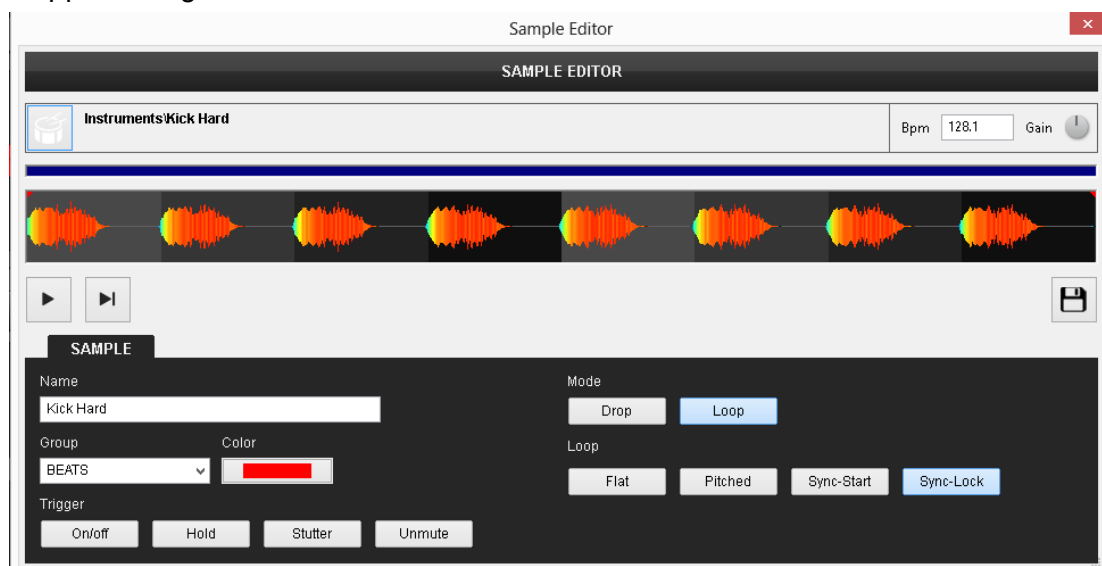 Sample Editor
SAMPLE EDITOR
Instruments\Kick Hard
Bpm 128.1 Gain
SAMPLE
Name
Mode
Kick Hard
Drop Loop
Group Color
Loop
BEATS
Flat Pitched Sync-Start Sync-Lock
Trigger
On/off Hold Stutter Unmute